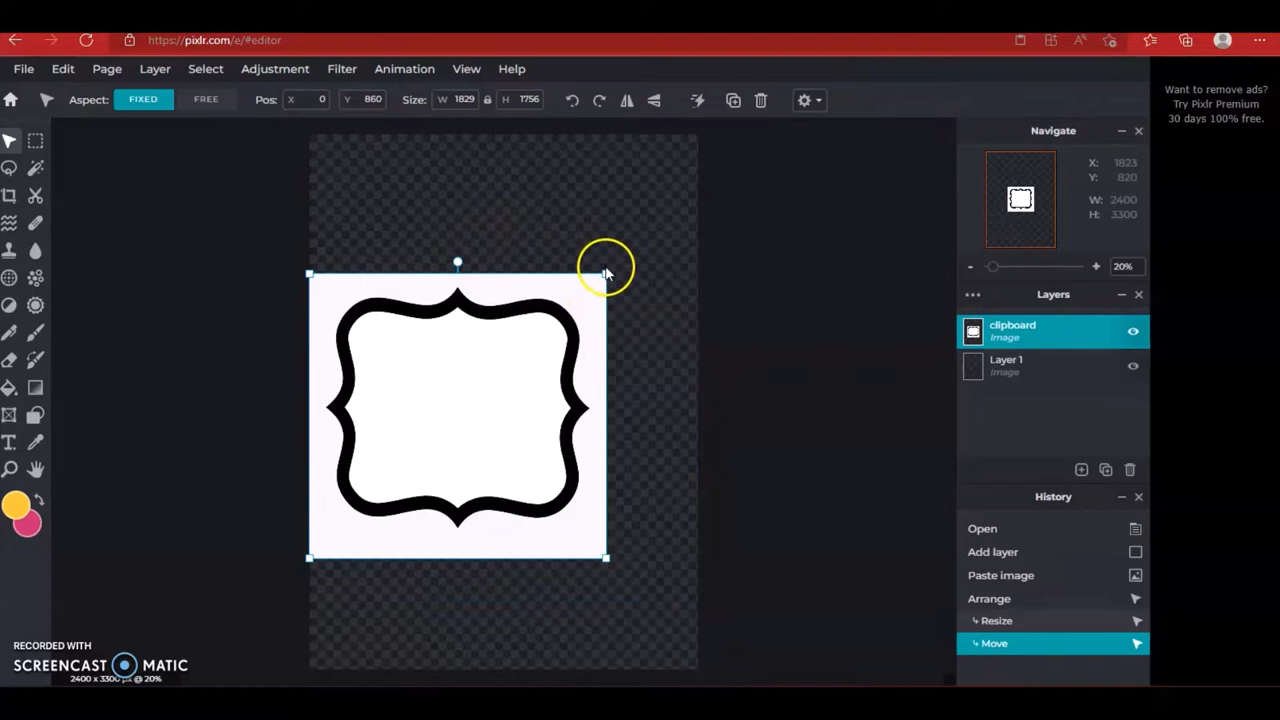 https://pixlr.com/e/#editor
Want to remove ads?
Try Pixlr Premium
30 days 100% free.
File Edit Page Layer Select Adjustment Filter Animation View Help
Aspect: FIXED FREE Pos: X 0 Y 860 Size: W 1829 H 1756
Navigate
X: 1823
Y: 820
W: 2400
H: 3300
- + 20%
Layers
clipboard
Image
Layer 1
Image
History
Open
Add layer
Paste image
Arrange
Resize
Move
T
RECORDED WITH
SCREENCAST MATIC
2400 x 3300 px @ 20%